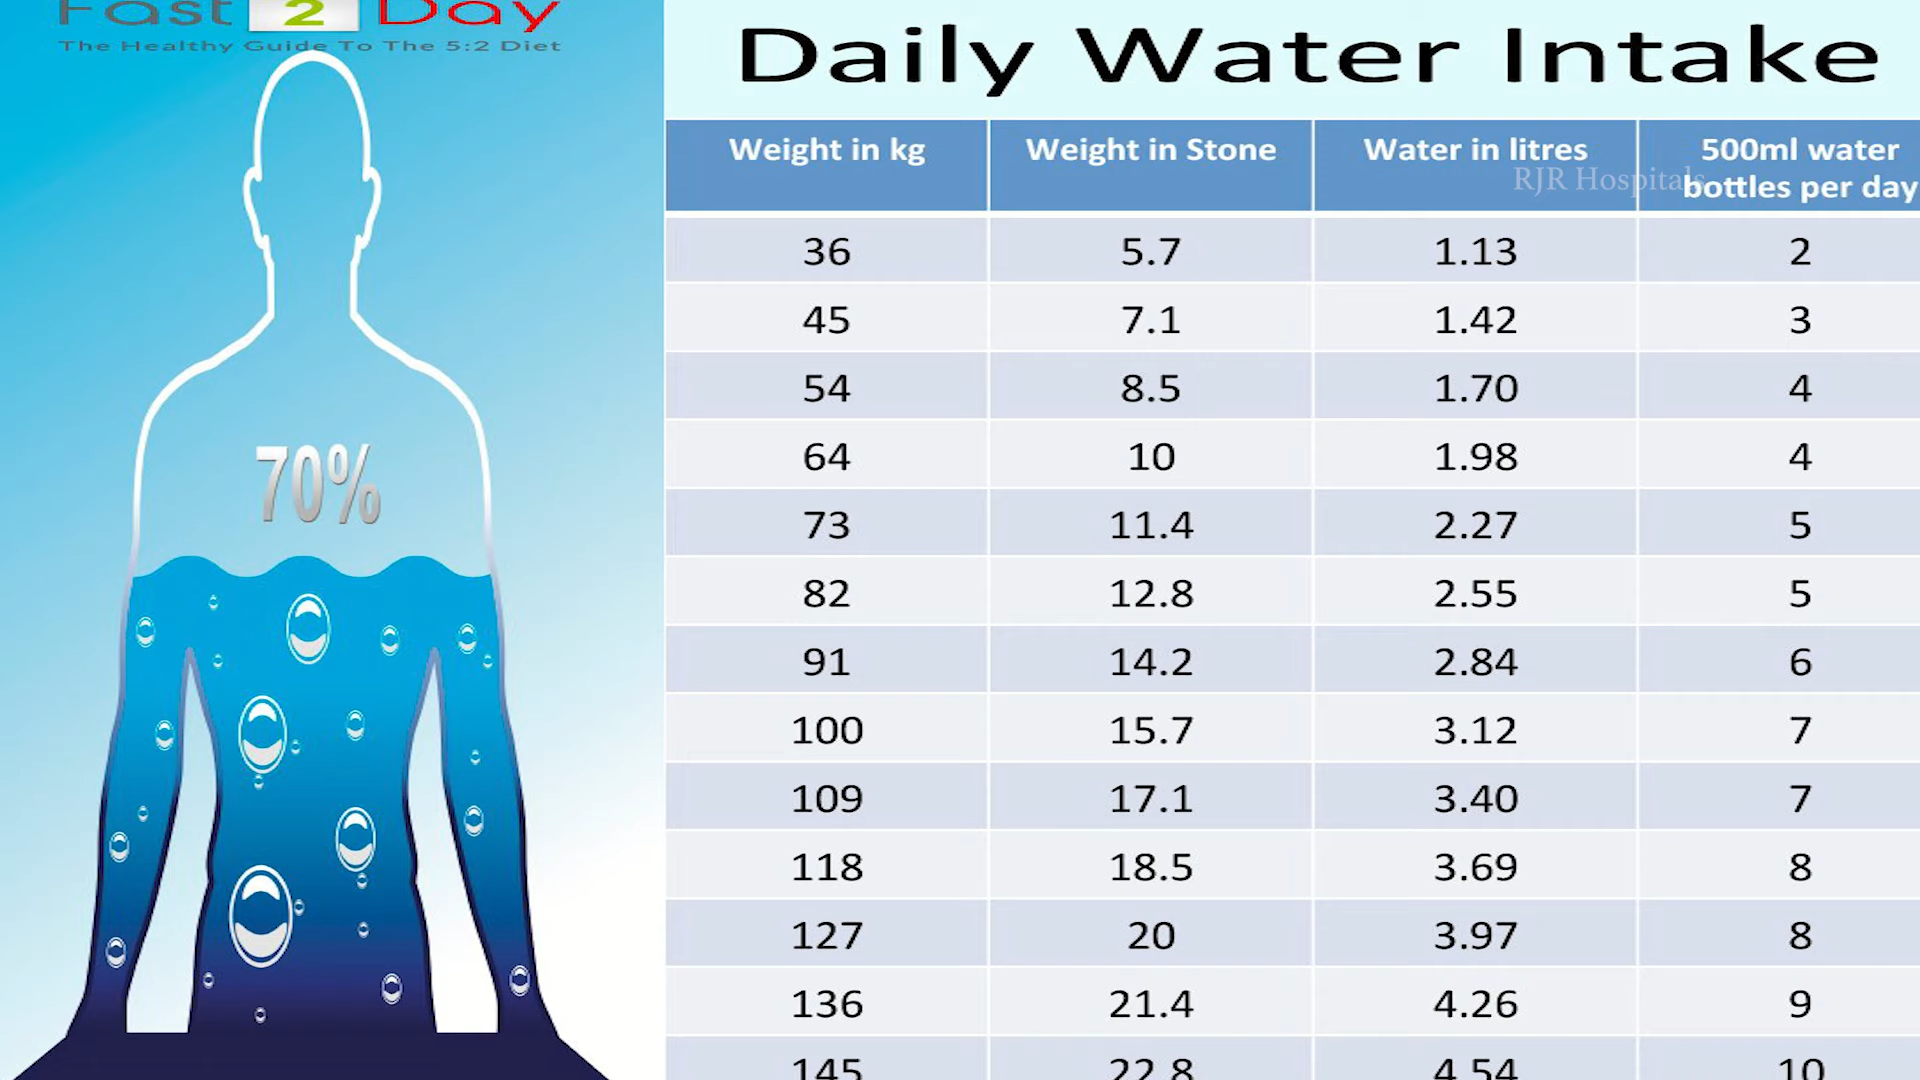 Fast 2 Day
The Healthy Guide To The 5:2 Diet
70%
Daily Water Intake
Weight in kg Weight in Stone Water in litres 500ml water bottles per day
RJR Hospitals
36 5.7 1.13 2
45 7.1 1.42 3
54 8.5 1.70 4
64 10 1.98 4
73 11.4 2.27 5
82 12.8 2.55 5
91 14.2 2.84 6
100 15.7 3.12 7
109 17.1 3.40 7
118 18.5 3.69 8
127 20 3.97 8
136 21.4 4.26 9
145 22.8 4.54 10